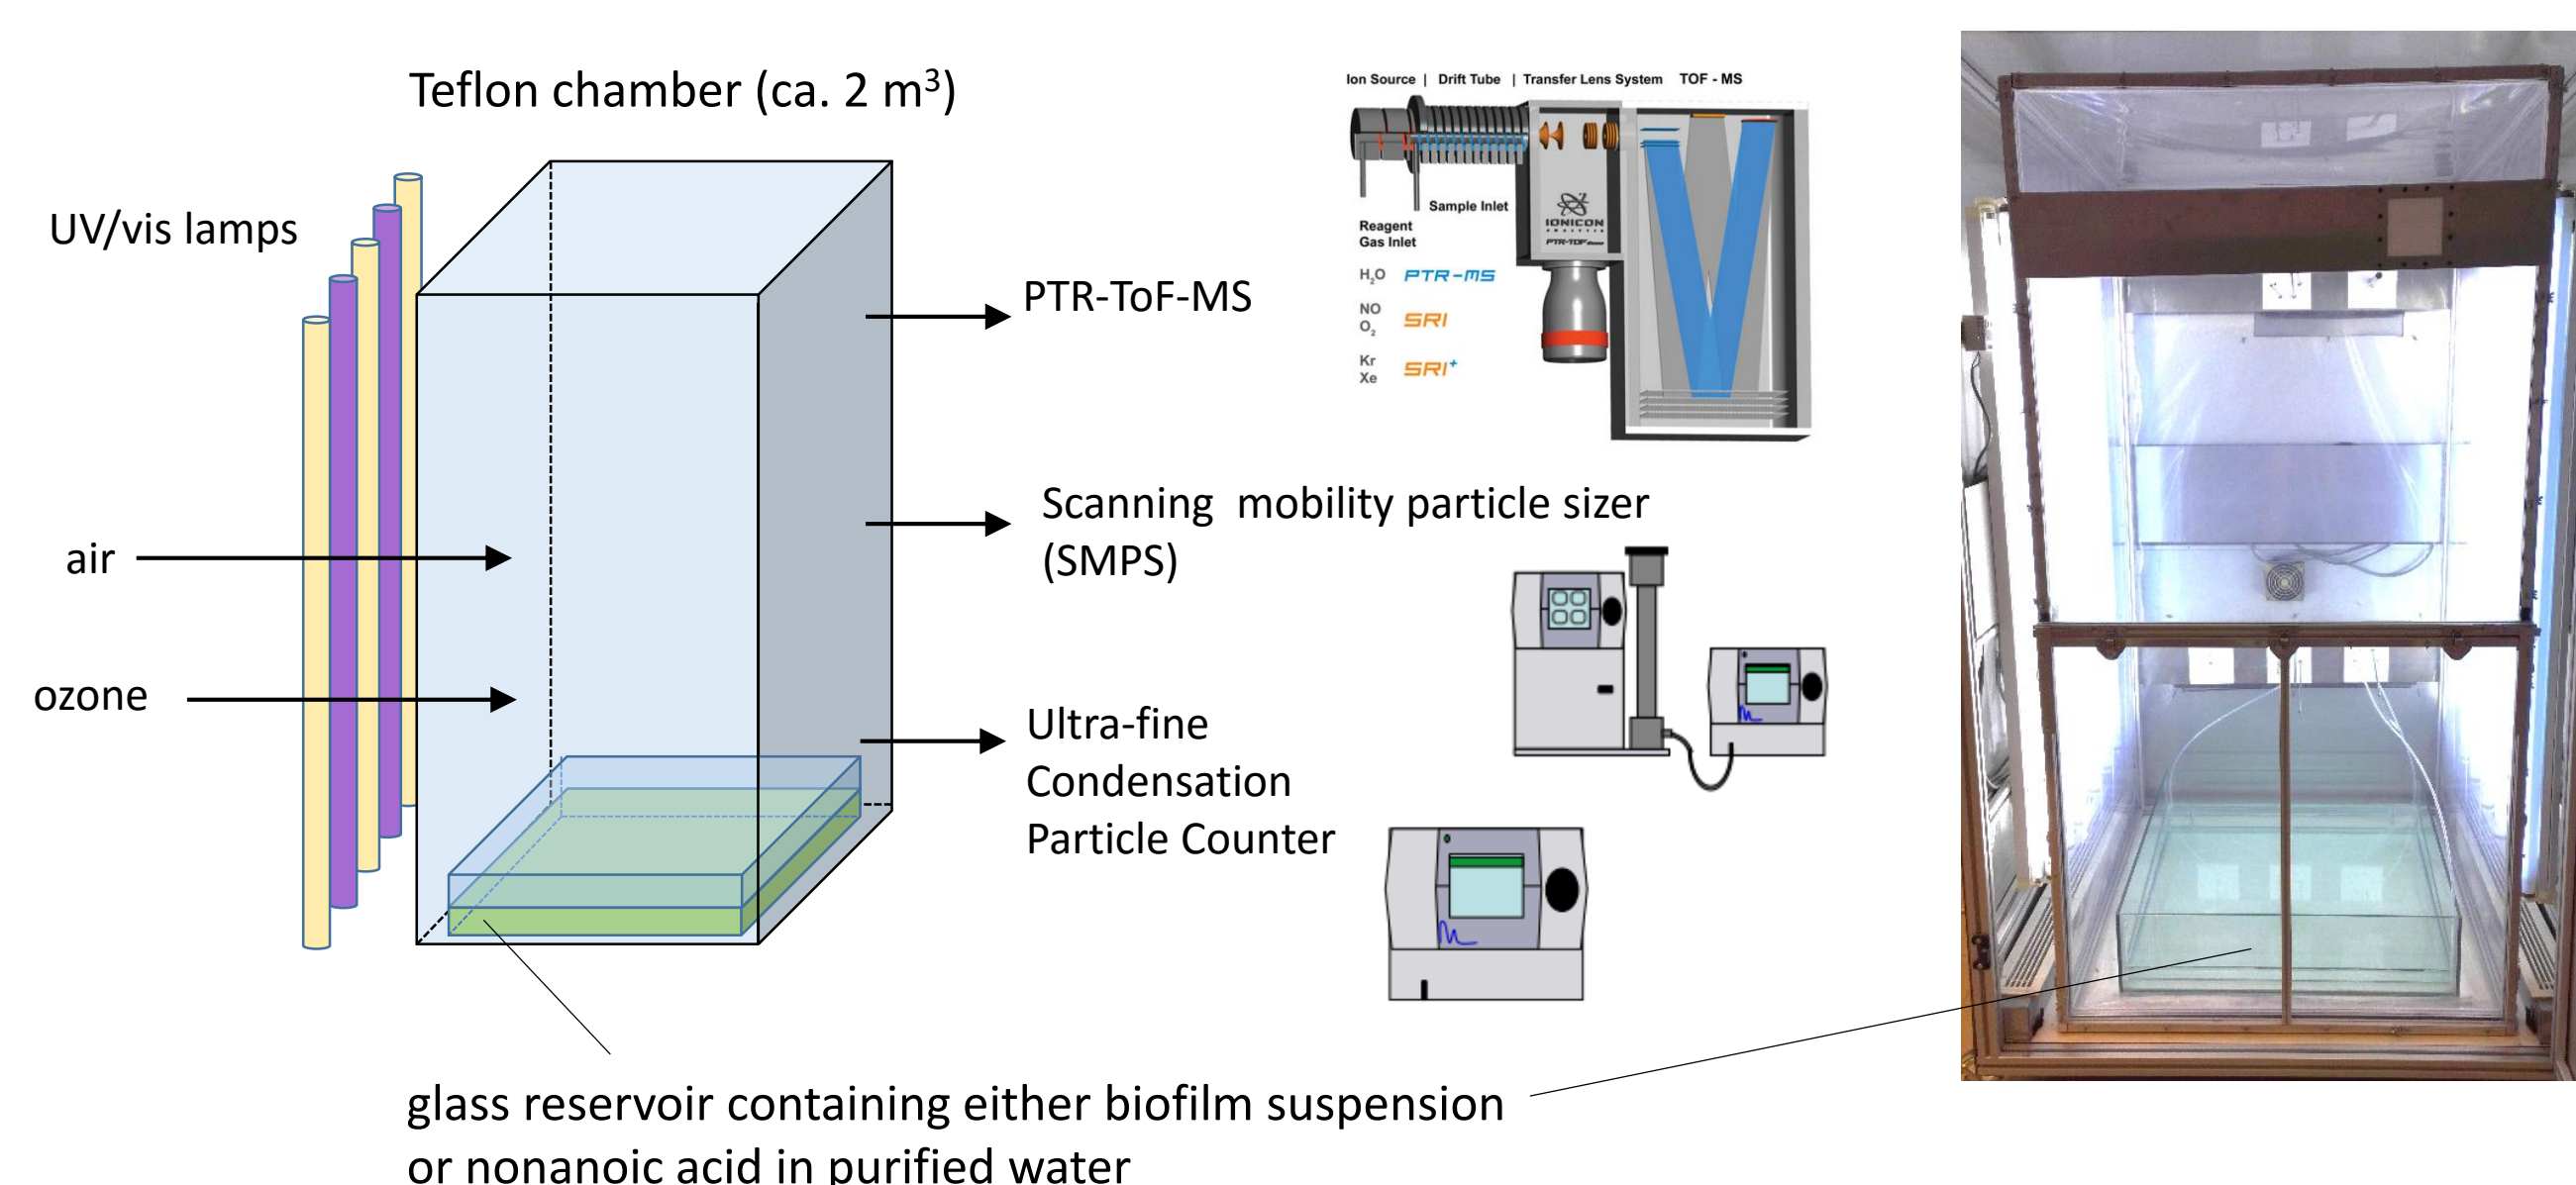 Teflon chamber (ca. 2 m³)
UV/vis lamps
air
ozone
PTR-ToF-MS
Scanning mobility particle sizer
(SMPS)
Ultra-fine
Condensation
Particle Counter
glass reservoir containing either biofilm suspension
or nonanoic acid in purified water
Ion Source | Drift Tube | Transfer Lens System TOF - MS
Sample Inlet
Reagent
Gas Inlet
H₂O PTR-MS
NO
O₂
SRI
Kr
Xe
SRI⁺
IONICON
ANALYTIK
PTR-TOF